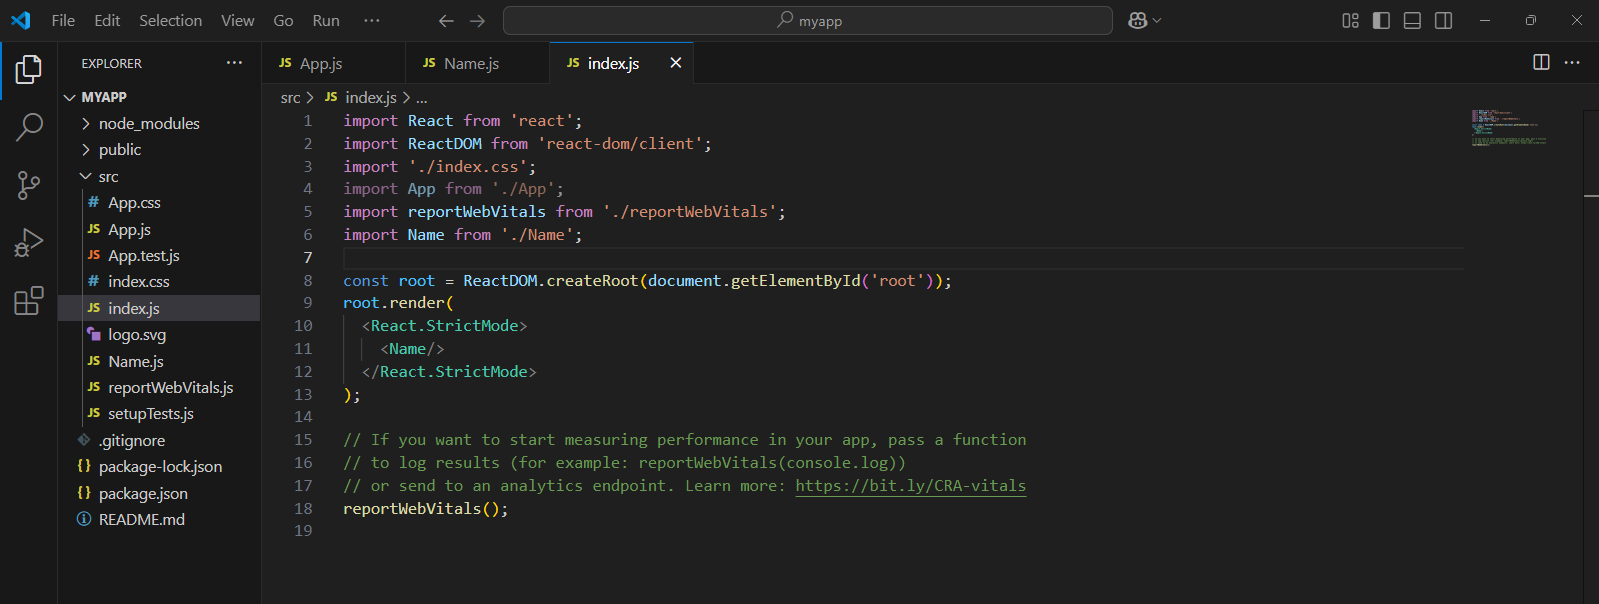 File Edit Selection View Go Run ···
myapp
EXPLORER ···
MYAPP
node_modules
public
src
# App.css
JS App.js
JS App.test.js
# index.css
JS index.js
logo.svg
JS Name.js
JS reportWebVitals.js
JS setupTests.js
.gitignore
{} package-lock.json
{} package.json
README.md
JS App.js
JS Name.js
JS index.js
···
src > JS index.js > ...
1 import React from 'react';
2 import ReactDOM from 'react-dom/client';
3 import './index.css';
4 import App from './App';
5 import reportWebVitals from './reportWebVitals';
6 import Name from './Name';
7
8 const root = ReactDOM.createRoot(document.getElementById('root'));
9 root.render(
10 <React.StrictMode>
11 <Name/>
12 </React.StrictMode>
13 );
14
15 // If you want to start measuring performance in your app, pass a function
16 // to log results (for example: reportWebVitals(console.log))
17 // or send to an analytics endpoint. Learn more: https://bit.ly/CRA-vitals
18 reportWebVitals();
19